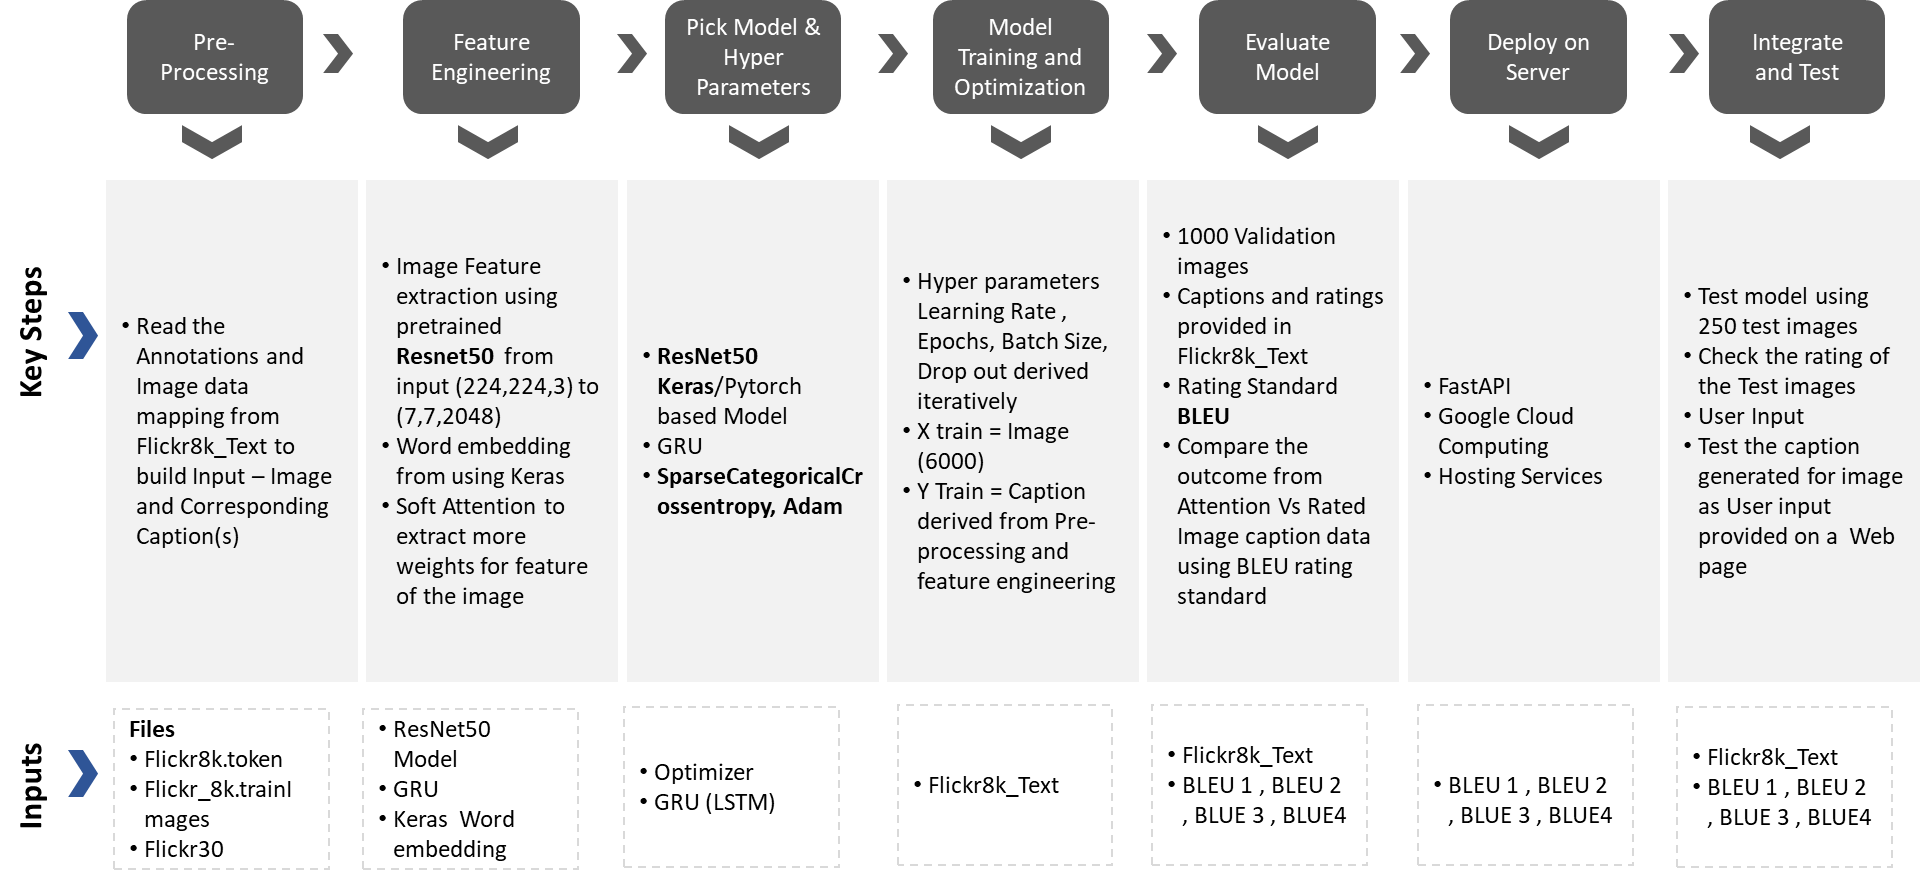 Pre-
Processing
Feature
Engineering
Pick Model &
Hyper
Parameters
Model
Training and
Optimization
Evaluate
Model
Deploy on
Server
Integrate
and Test
Key Steps
• Read the
Annotations and
Image data
mapping from
Flickr8k_Text to
build Input – Image
and Corresponding
Caption(s)
• Image Feature
extraction using
pretrained
Resnet50 from
input (224,224,3) to
(7,7,2048)
• Word embedding
from using Keras
• Soft Attention to
extract more
weights for feature
of the image
• ResNet50
Keras/Pytorch
based Model
• GRU
• SparseCategoricalCr
ossentropy, Adam
• Hyper parameters
Learning Rate ,
Epochs, Batch Size,
Drop out derived
iteratively
• X train = Image
(6000)
• Y Train = Caption
derived from Pre-
processing and
feature engineering
• 1000 Validation
images
• Captions and ratings
provided in
Flickr8k_Text
• Rating Standard
BLEU
• Compare the
outcome from
Attention Vs Rated
Image caption data
using BLEU rating
standard
• FastAPI
• Google Cloud
Computing
• Hosting Services
• Test model using
250 test images
• Check the rating of
the Test images
• User Input
• Test the caption
generated for image
as User input
provided on a Web
page
Inputs
Files
• Flickr8k.token
• Flickr_8k.trainI
mages
• Flickr30
• ResNet50
Model
• GRU
• Keras Word
embedding
• Optimizer
• GRU (LSTM)
• Flickr8k_Text
• Flickr8k_Text
• BLEU 1 , BLEU 2
, BLUE 3 , BLUE4
• BLEU 1 , BLEU 2
, BLUE 3 , BLUE4
• Flickr8k_Text
• BLEU 1 , BLEU 2
, BLUE 3 , BLUE4